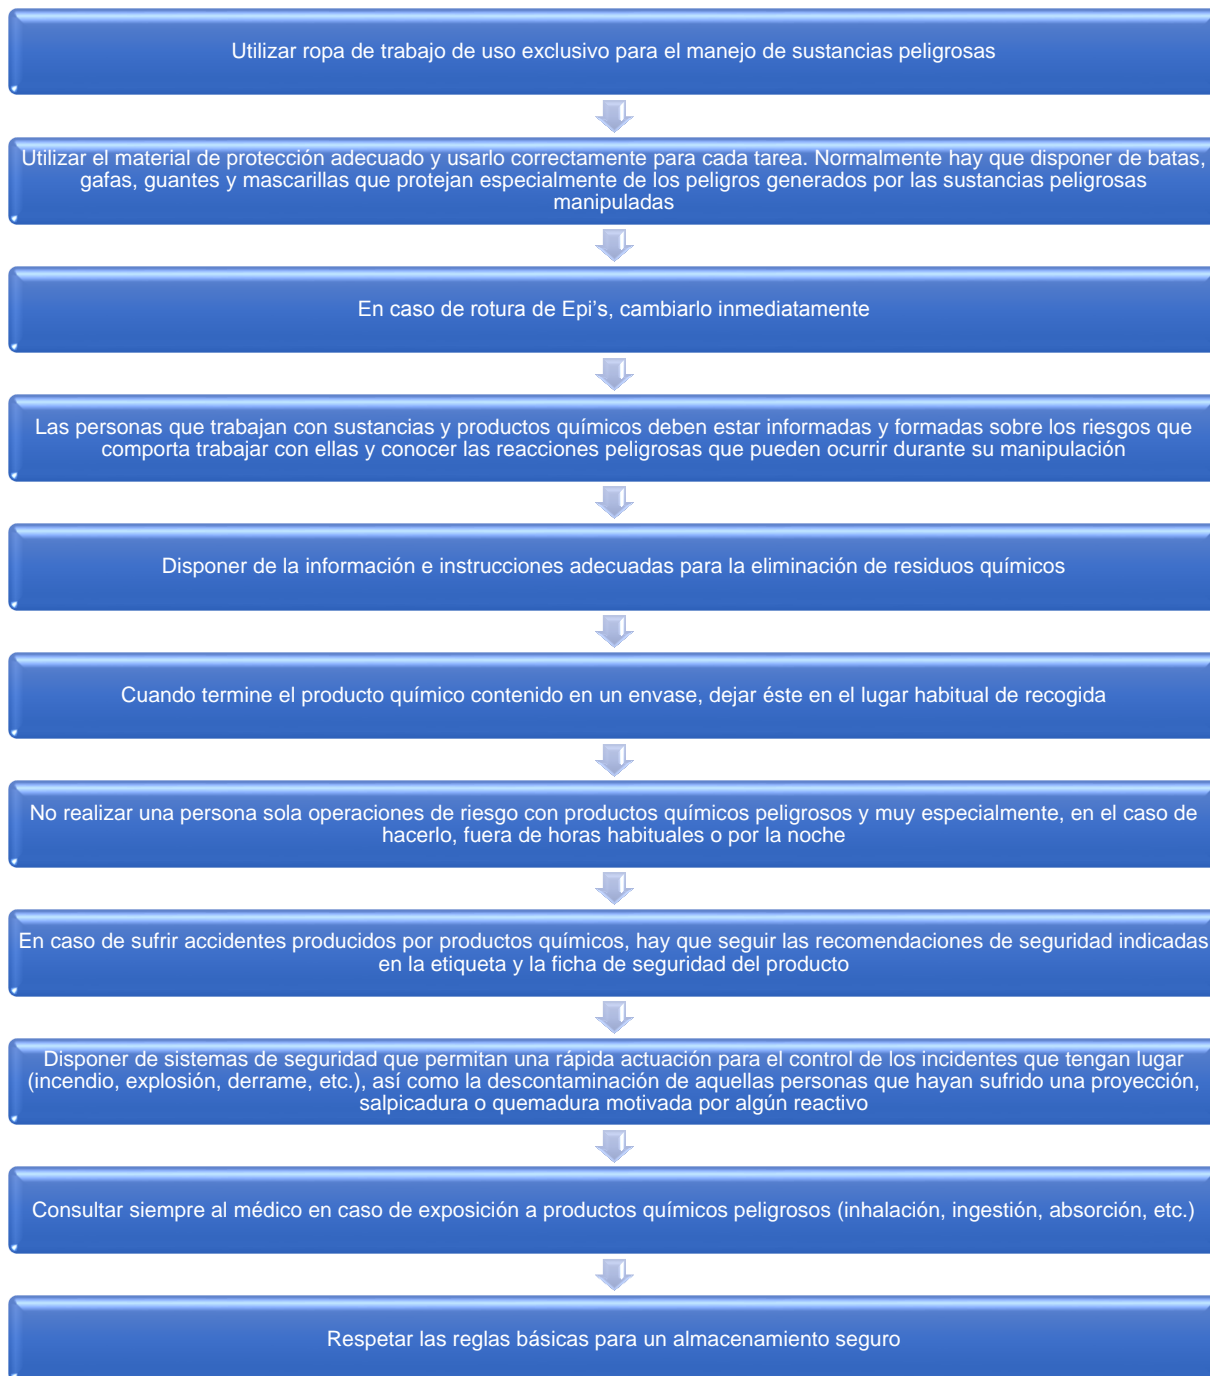 Utilizar ropa de trabajo de uso exclusivo para el manejo de sustancias peligrosas
Utilizar el material de protección adecuado y usarlo correctamente para cada tarea. Normalmente hay que disponer de batas,
gafas, guantes y mascarillas que protejan especialmente de los peligros generados por las sustancias peligrosas
manipuladas
En caso de rotura de Epi’s, cambiarlo inmediatamente
Las personas que trabajan con sustancias y productos químicos deben estar informadas y formadas sobre los riesgos que
comporta trabajar con ellas y conocer las reacciones peligrosas que pueden ocurrir durante su manipulación
Disponer de la información e instrucciones adecuadas para la eliminación de residuos químicos
Cuando termine el producto químico contenido en un envase, dejar éste en el lugar habitual de recogida
No realizar una persona sola operaciones de riesgo con productos químicos peligrosos y muy especialmente, en el caso de
hacerlo, fuera de horas habituales o por la noche
En caso de sufrir accidentes producidos por productos químicos, hay que seguir las recomendaciones de seguridad indicadas
en la etiqueta y la ficha de seguridad del producto
Disponer de sistemas de seguridad que permitan una rápida actuación para el control de los incidentes que tengan lugar
(incendio, explosión, derrame, etc.), así como la descontaminación de aquellas personas que hayan sufrido una proyección,
salpicadura o quemadura motivada por algún reactivo
Consultar siempre al médico en caso de exposición a productos químicos peligrosos (inhalación, ingestión, absorción, etc.)
Respetar las reglas básicas para un almacenamiento seguro